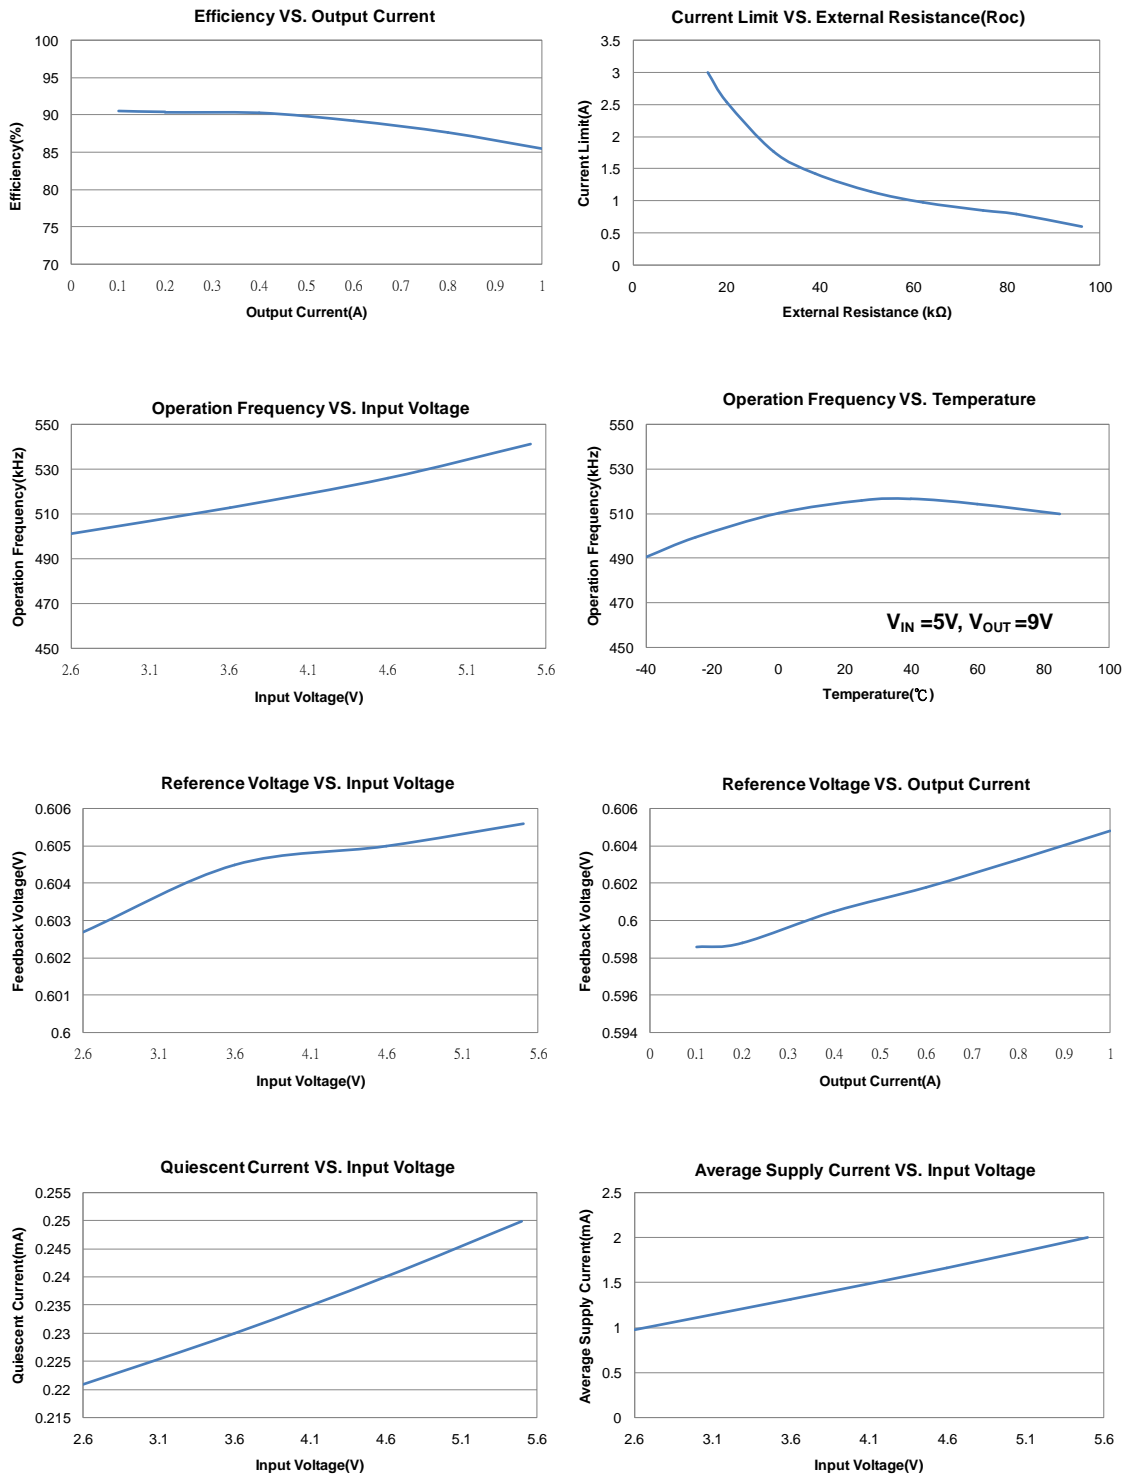 Efficiency VS. Output Current
100
95
90
85
80
75
70
Efficiency(%)
0 0.1 0.2 0.3 0.4 0.5 0.6 0.7 0.8 0.9 1
Output Current(A)
Current Limit VS. External Resistance(Roc)
3.5
3
2.5
2
1.5
1
0.5
0
Current Limit(A)
0 20 40 60 80 100
External Resistance (kΩ)
Operation Frequency VS. Input Voltage
550
530
510
490
470
450
Operation Frequency(kHz)
2.6 3.1 3.6 4.1 4.6 5.1 5.6
Input Voltage(V)
Operation Frequency VS. Temperature
550
530
510
490
470
450
Operation Frequency(kHz)
V_IN =5V, V_OUT =9V
-40 -20 0 20 40 60 80 100
Temperature(℃)
Reference Voltage VS. Input Voltage
0.606
0.605
0.604
0.603
0.602
0.601
0.6
Feedback Voltage(V)
2.6 3.1 3.6 4.1 4.6 5.1 5.6
Input Voltage(V)
Reference Voltage VS. Output Current
0.606
0.604
0.602
0.6
0.598
0.596
0.594
Feedback Voltage(V)
0 0.1 0.2 0.3 0.4 0.5 0.6 0.7 0.8 0.9 1
Output Current(A)
Quiescent Current VS. Input Voltage
0.255
0.25
0.245
0.24
0.235
0.23
0.225
0.22
0.215
Quiescent Current(mA)
2.6 3.1 3.6 4.1 4.6 5.1 5.6
Input Voltage(V)
Average Supply Current VS. Input Voltage
2.5
2
1.5
1
0.5
0
Average Supply Current(mA)
2.6 3.1 3.6 4.1 4.6 5.1 5.6
Input Voltage(V)